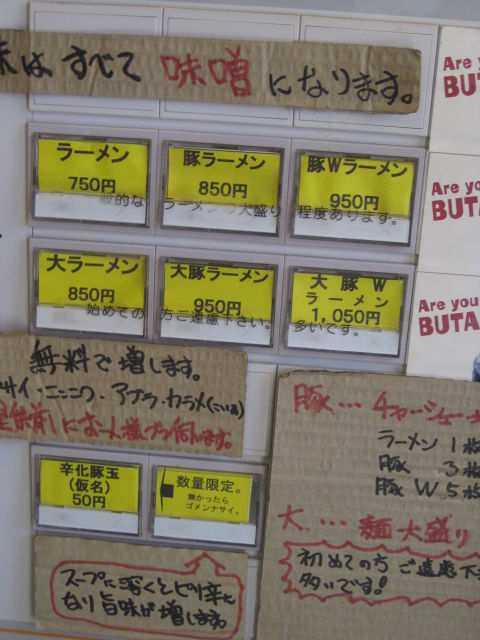 味はすべて味噌になります。
Are y
BUT
ラーメン
750円
豚ラーメン
850円
豚Wラーメン
950円
般的な ラーメンの大盛り 程度あります。
Are yo
BUTA
大ラーメン
850円
大豚ラーメン
950円
大豚W
ラーメン
1,050円
始めての 方ご遠慮下さい。 多いです。
Are you
BUTA
無料で増します。
サイ・ニンニク・アブラ・カラメ
豚…チャーシュー
ラーメン 1枚
豚 3枚
豚 W 5枚
大…麺大盛り
初めての方 ご遠慮下
多いです!
辛化豚玉
(仮名)
50円
数量限定。
無かったら
ゴメンナサイ。
スープに溶くとピリ辛と
なり旨味が増します。